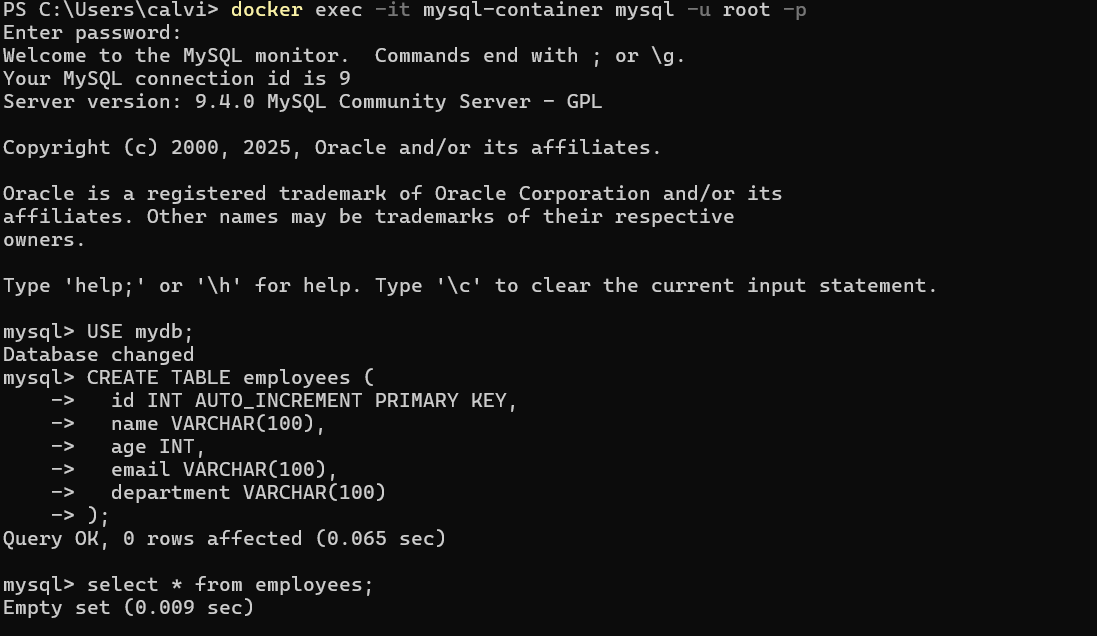 PS C:\Users\calvi> docker exec -it mysql-container mysql -u root -p
Enter password:
Welcome to the MySQL monitor.  Commands end with ; or \g.
Your MySQL connection id is 9
Server version: 9.4.0 MySQL Community Server - GPL

Copyright (c) 2000, 2025, Oracle and/or its affiliates.

Oracle is a registered trademark of Oracle Corporation and/or its
affiliates. Other names may be trademarks of their respective
owners.

Type 'help;' or '\h' for help. Type '\c' to clear the current input statement.

mysql> USE mydb;
Database changed
mysql> CREATE TABLE employees (
    ->   id INT AUTO_INCREMENT PRIMARY KEY,
    ->   name VARCHAR(100),
    ->   age INT,
    ->   email VARCHAR(100),
    ->   department VARCHAR(100)
    -> );
Query OK, 0 rows affected (0.065 sec)

mysql> select * from employees;
Empty set (0.009 sec)